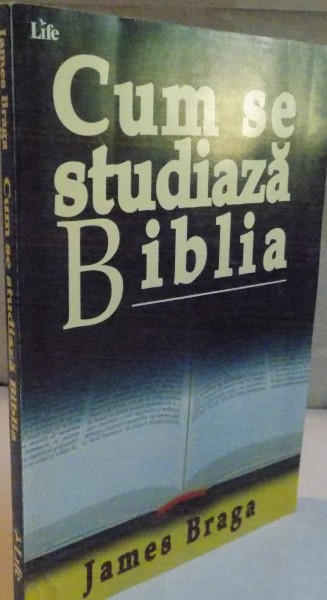 Life
Cum se
studiază
Biblia
James Braga
James Braga Cum se studiază Biblia Life